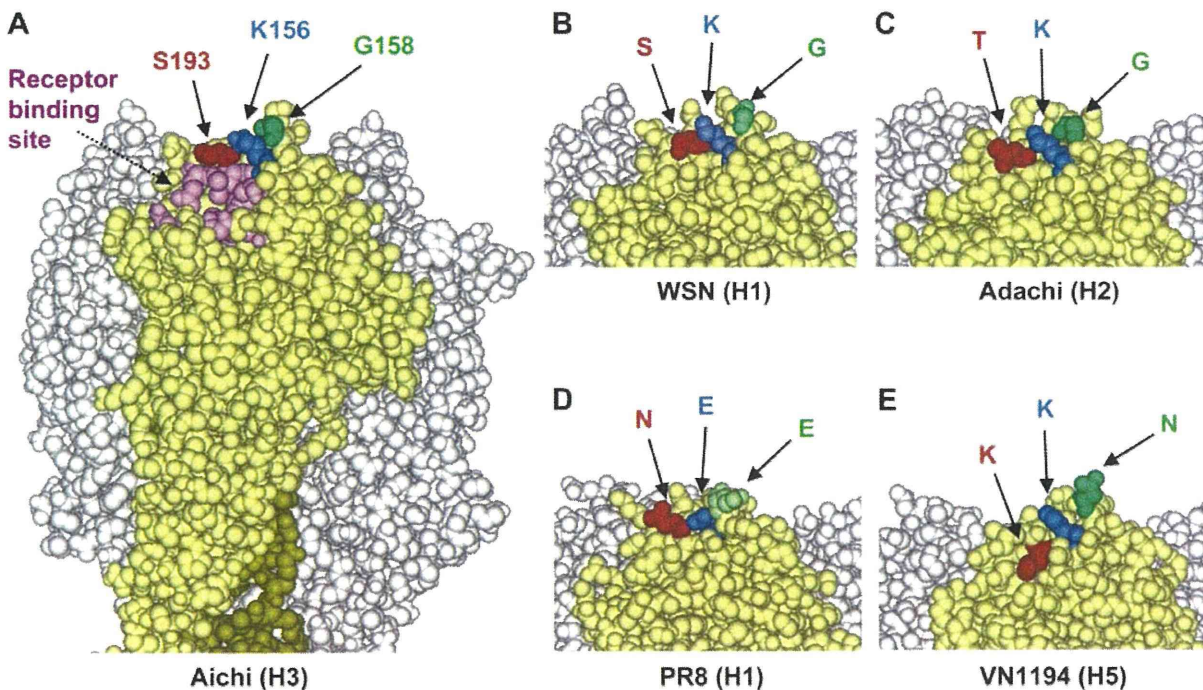 A
K156
G158
S193
Receptor
binding
site
Aichi (H3)
B
S
K
G
WSN (H1)
C
T
K
G
Adachi (H2)
D
N
E
E
PR8 (H1)
E
K
K
N
VN1194 (H5)